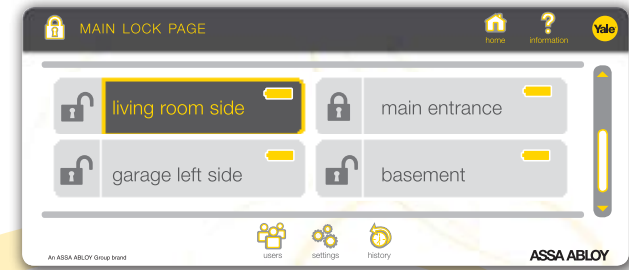 MAIN LOCK PAGE
home
information
Yale
living room side
main entrance
garage left side
basement
users
settings
history
An ASSA ABLOY Group brand
ASSA ABLOY